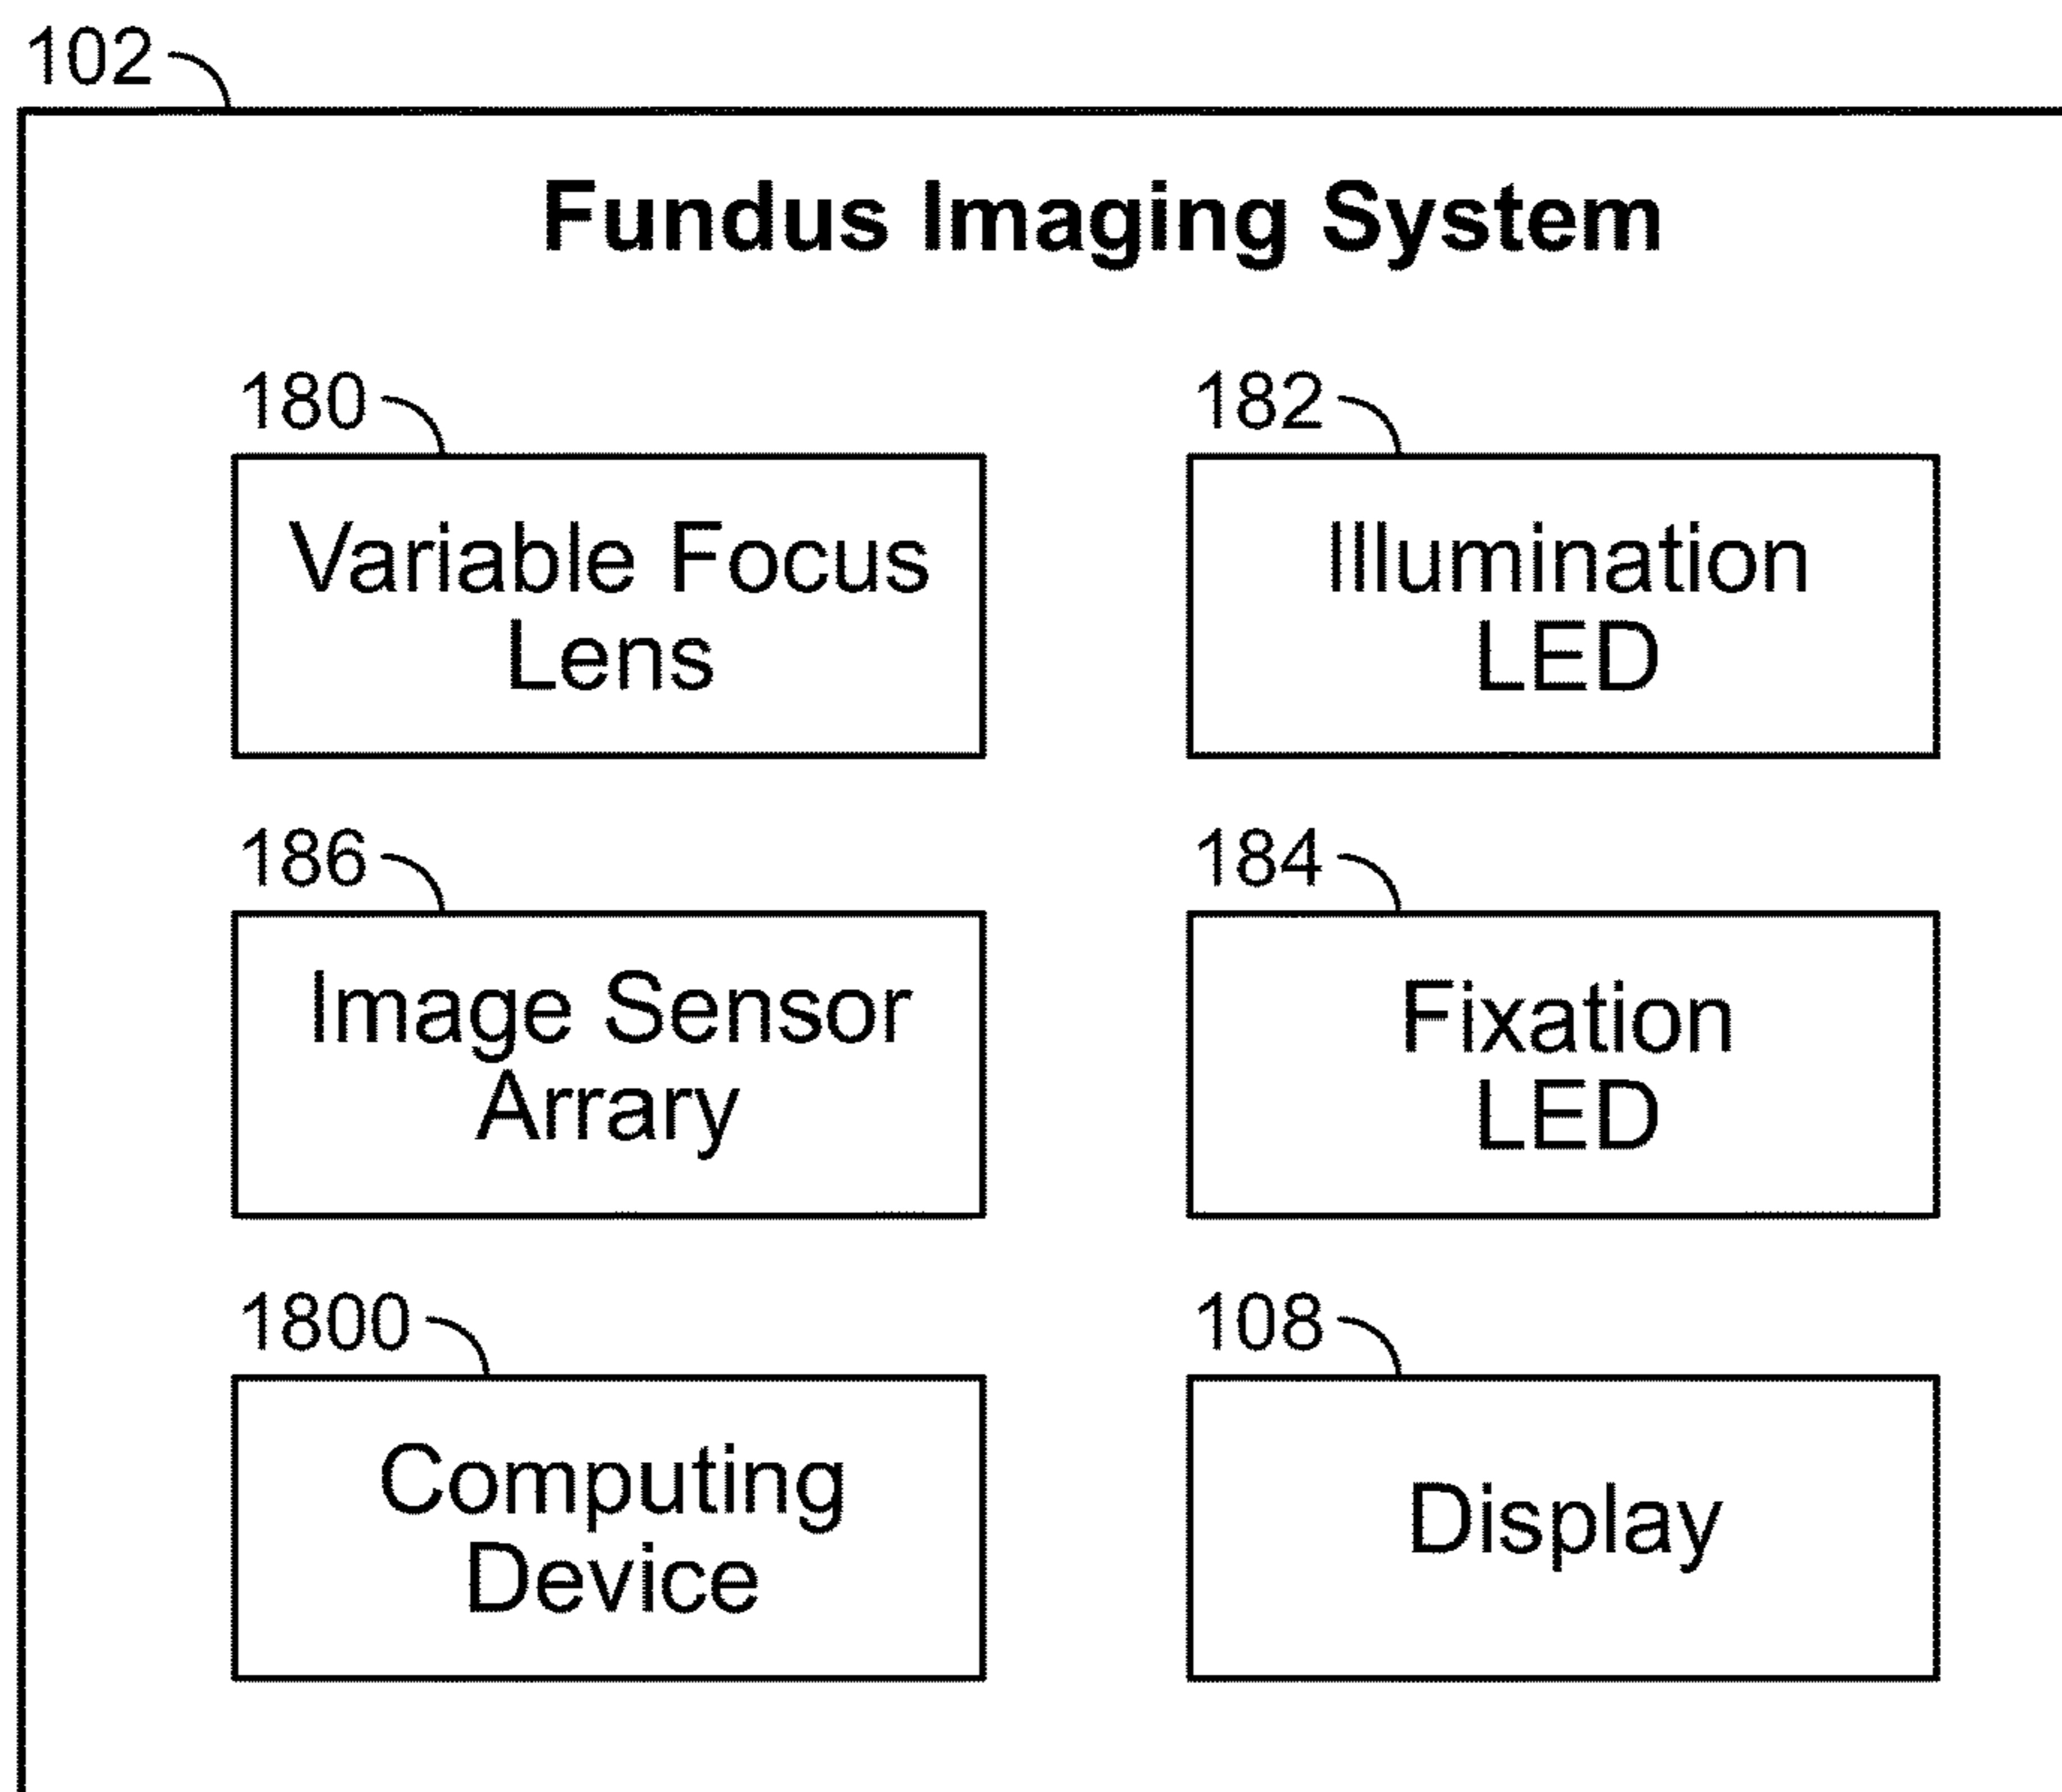 102
Fundus Imaging System
180
Variable Focus
Lens
182
Illumination
LED
186
Image Sensor
Arrary
184
Fixation
LED
1800
Computing
Device
108
Display